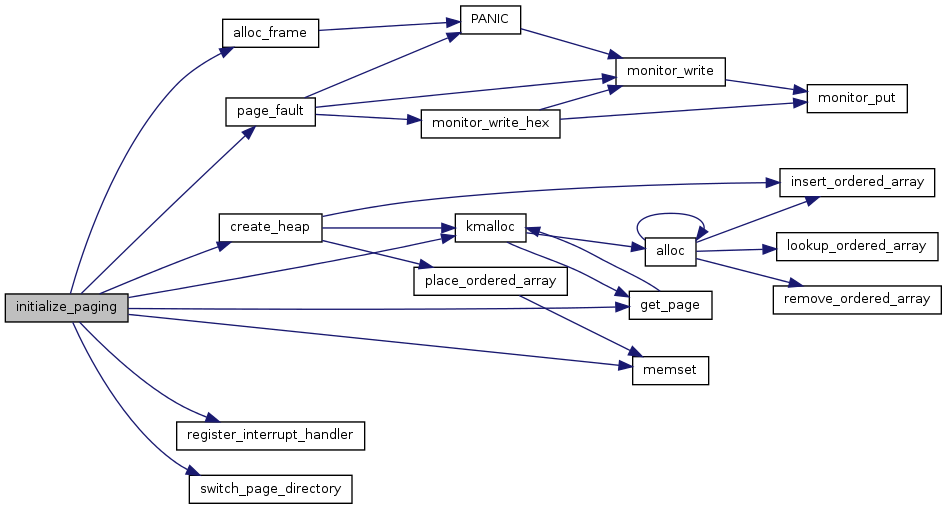 PANIC
alloc_frame
monitor_write
monitor_put
page_fault
monitor_write_hex
insert_ordered_array
create_heap
kmalloc
lookup_ordered_array
alloc
place_ordered_array
remove_ordered_array
initialize_paging
get_page
memset
register_interrupt_handler
switch_page_directory